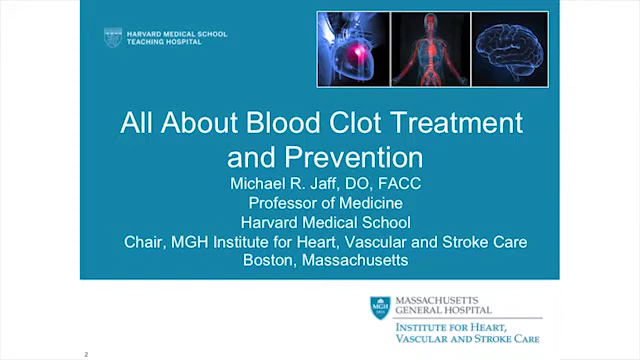 HARVARD MEDICAL SCHOOL
TEACHING HOSPITAL
All About Blood Clot Treatment
and Prevention
Michael R. Jaff, DO, FACC
Professor of Medicine
Harvard Medical School
Chair, MGH Institute for Heart, Vascular and Stroke Care
Boston, Massachusetts
MGH
1811
MASSACHUSETTS
GENERAL HOSPITAL
INSTITUTE FOR HEART,
VASCULAR AND STROKE CARE
2